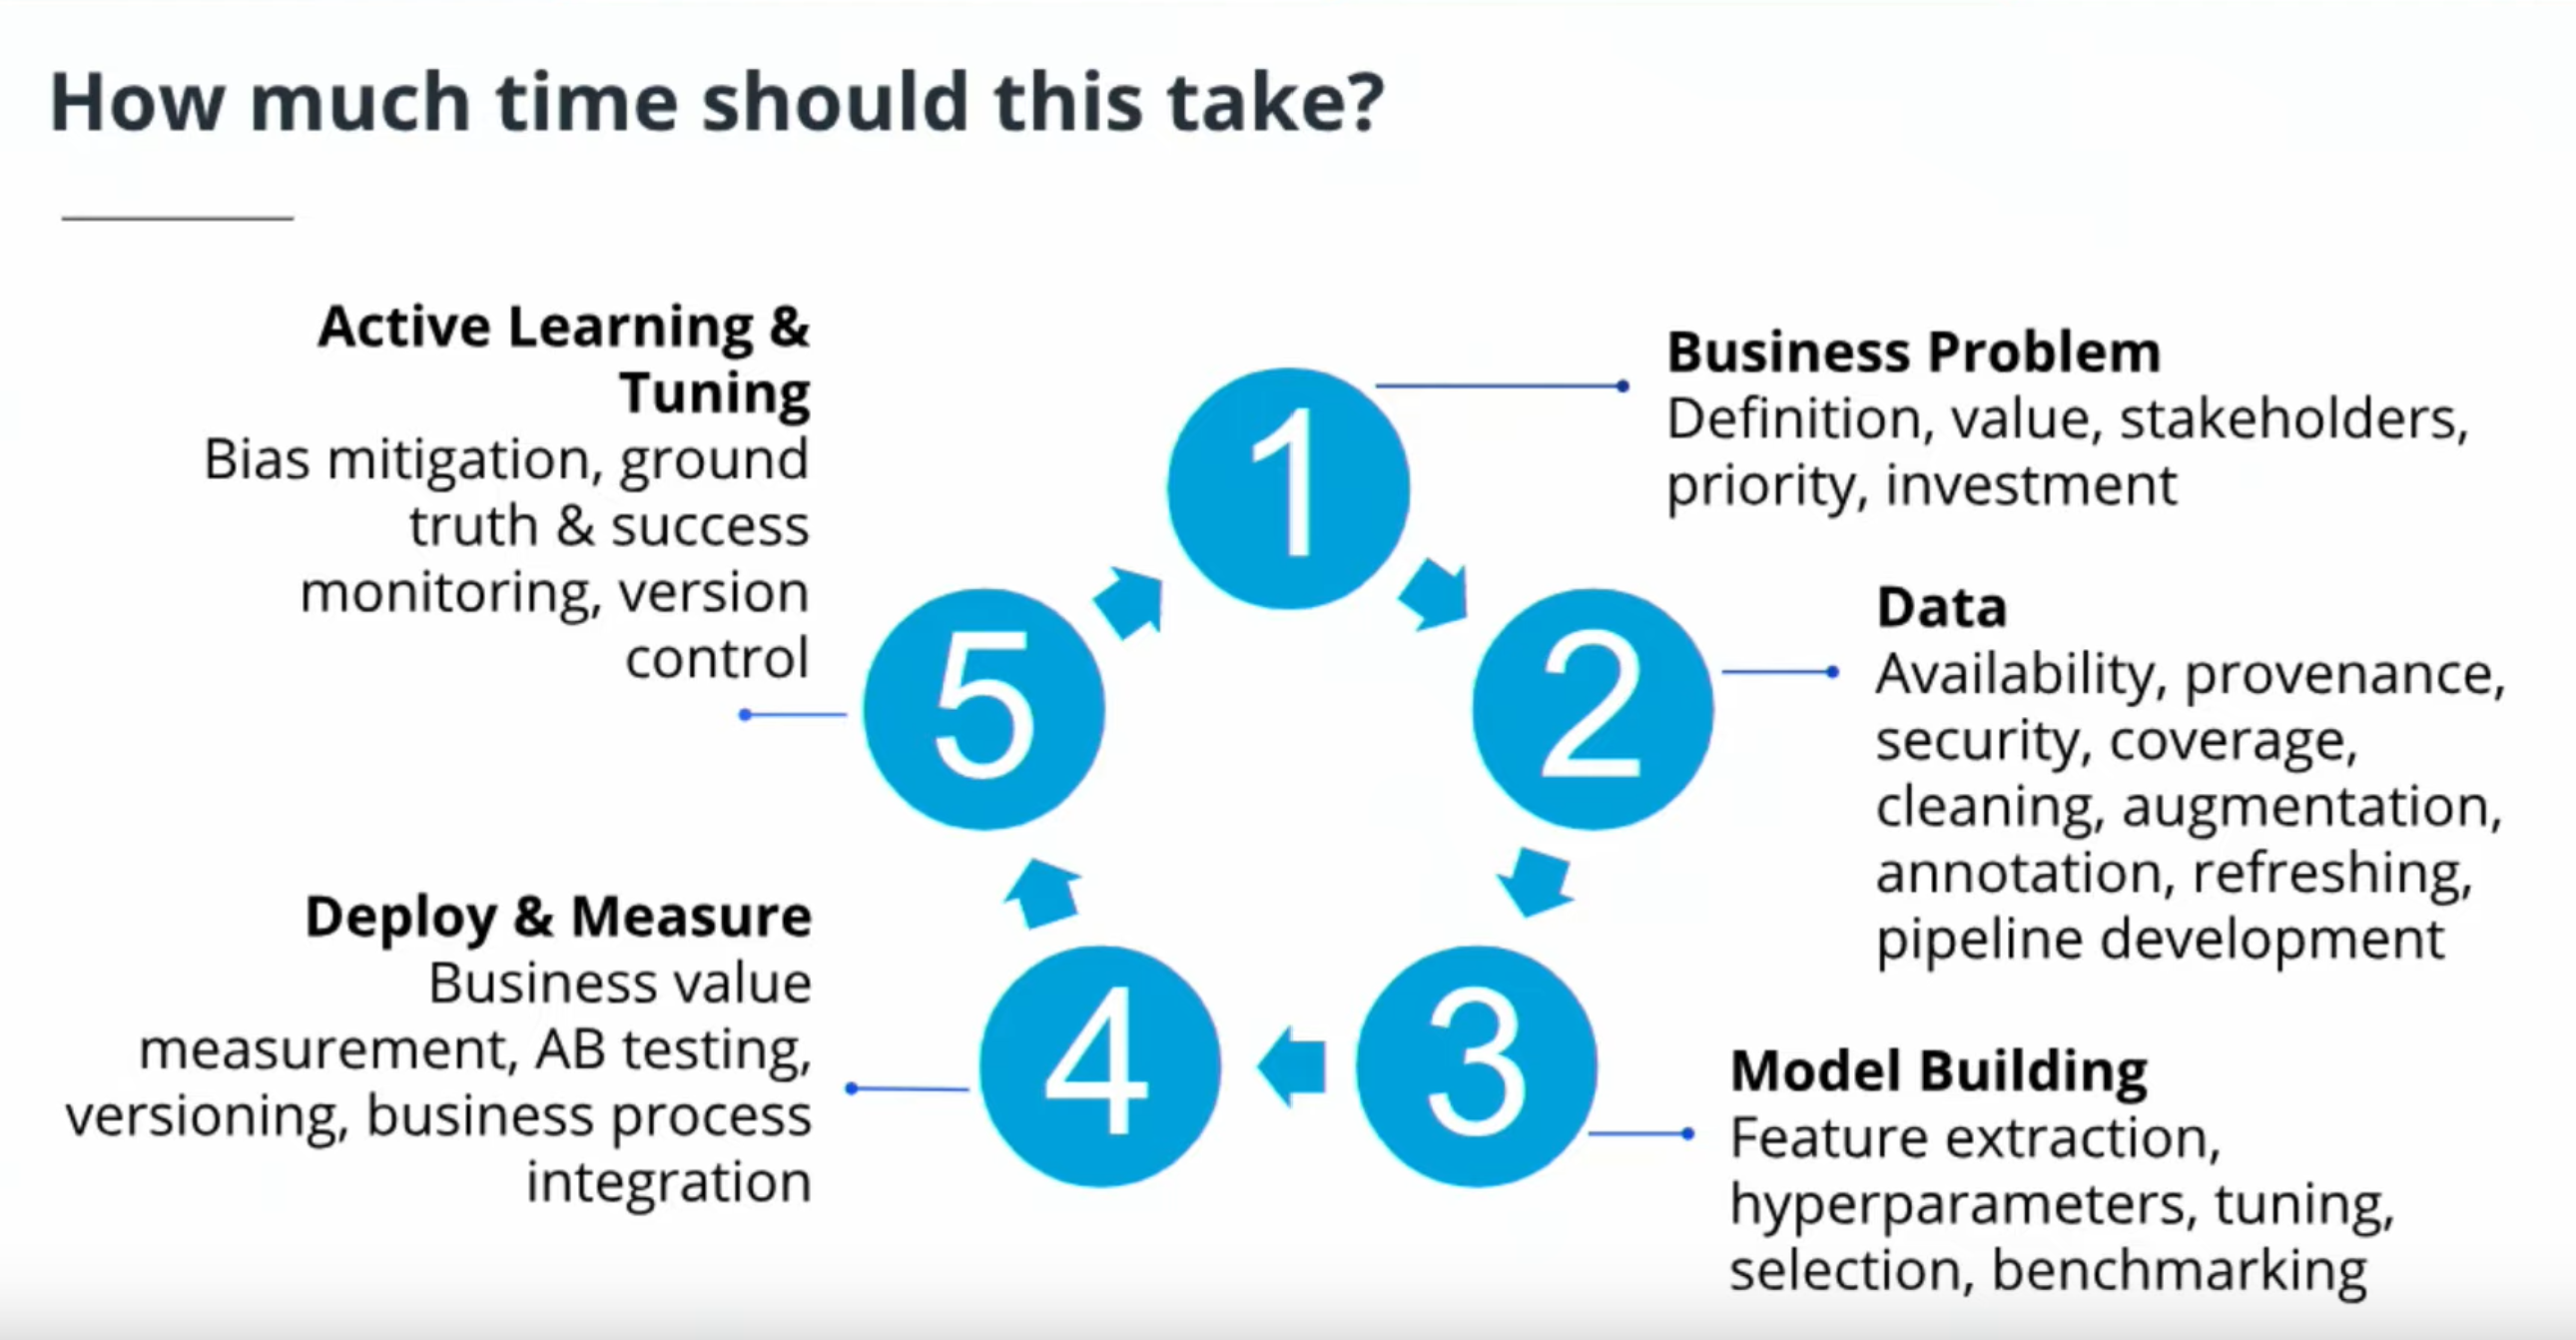 How much time should this take?
1
Business Problem
Definition, value, stakeholders,
priority, investment
2
Data
Availability, provenance,
security, coverage,
cleaning, augmentation,
annotation, refreshing,
pipeline development
3
Model Building
Feature extraction,
hyperparameters, tuning,
selection, benchmarking
4
Deploy & Measure
Business value
measurement, AB testing,
versioning, business process
integration
5
Active Learning &
Tuning
Bias mitigation, ground
truth & success
monitoring, version
control